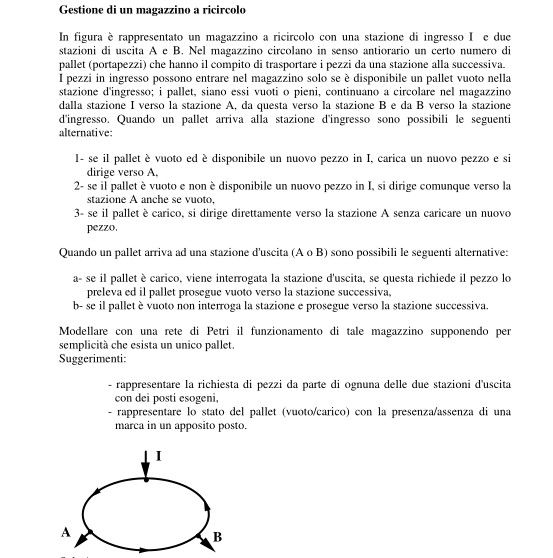 Gestione di un magazzino a ricircolo
In figura è rappresentato un magazzino a ricircolo con una stazione di ingresso I e due
stazioni di uscita A e B. Nel magazzino circolano in senso antiorario un certo numero di
pallet (portapezzi) che hanno il compito di trasportare i pezzi da una stazione alla successiva.
I pezzi in ingresso possono entrare nel magazzino solo se è disponibile un pallet vuoto nella
stazione d'ingresso; i pallet, siano essi vuoti o pieni, continuano a circolare nel magazzino
dalla stazione I verso la stazione A, da questa verso la stazione B e da B verso la stazione
d'ingresso. Quando un pallet arriva alla stazione d'ingresso sono possibili le seguenti
alternative:
1- se il pallet è vuoto ed è disponibile un nuovo pezzo in I, carica un nuovo pezzo e si
dirige verso A,
2- se il pallet è vuoto e non è disponibile un nuovo pezzo in I, si dirige comunque verso la
stazione A anche se vuoto,
3- se il pallet è carico, si dirige direttamente verso la stazione A senza caricare un nuovo
pezzo.
Quando un pallet arriva ad una stazione d'uscita (A o B) sono possibili le seguenti alternative:
a- se il pallet è carico, viene interrogata la stazione d'uscita, se questa richiede il pezzo lo
preleva ed il pallet prosegue vuoto verso la stazione successiva,
b- se il pallet è vuoto non interroga la stazione e prosegue verso la stazione successiva.
Modellare con una rete di Petri il funzionamento di tale magazzino supponendo per
semplicità che esista un unico pallet.
Suggerimenti:
- rappresentare la richiesta di pezzi da parte di ognuna delle due stazioni d'uscita
con dei posti esogeni,
- rappresentare lo stato del pallet (vuoto/carico) con la presenza/assenza di una
marca in un apposito posto.
I
A
B